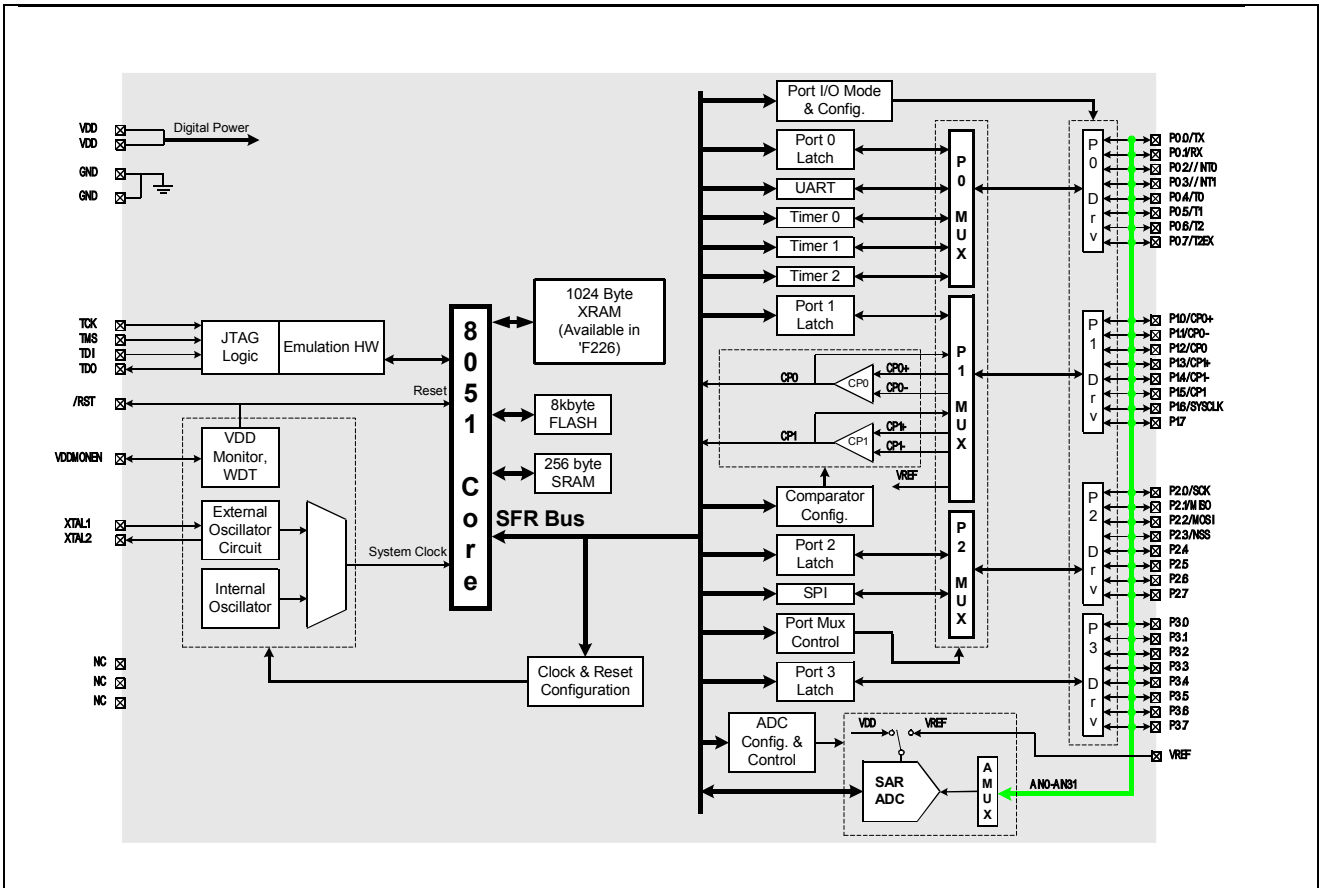 VDD
VDD
Digital Power
GND
GND
TCK
TMS
TDI
TDO
JTAG
Logic
Emulation HW
/RST
Reset
VDD
Monitor,
WDT
VDDMONEN
XTAL1
XTAL2
External
Oscillator
Circuit
Internal
Oscillator
System Clock
NC
NC
NC
8051 Core
1024 Byte
XRAM
(Available in
'F226)
8kbyte
FLASH
256 byte
SRAM
SFR Bus
Clock & Reset
Configuration
Port I/O Mode
& Config.
Port 0
Latch
UART
Timer 0
Timer 1
Timer 2
Port 1
Latch
CP0
CP0
CP0+
CP0-
CP1
CP1
CP1+
CP1-
VREF
Comparator
Config.
Port 2
Latch
SPI
Port Mux
Control
Port 3
Latch
ADC
Config. &
Control
VDD
VREF
SAR
ADC
AMUX
AN0-AN31
P0 MUX
P1 MUX
P2 MUX
P0 Drv
P1 Drv
P2 Drv
P3 Drv
P0.0/TX
P0.1/RX
P0.2//INT0
P0.3//INT1
P0.4/T0
P0.5/T1
P0.6/T2
P0.7/T2EX
P1.0/CP0+
P1.1/CP0-
P1.2/CP0
P1.3/CP1+
P1.4/CP1-
P1.5/CP1
P1.6/SYSCLK
P1.7
P2.0/SCK
P2.1/MISO
P2.2/MOSI
P2.3/NSS
P2.4
P2.5
P2.6
P2.7
P3.0
P3.1
P3.2
P3.3
P3.4
P3.5
P3.6
P3.7
VREF